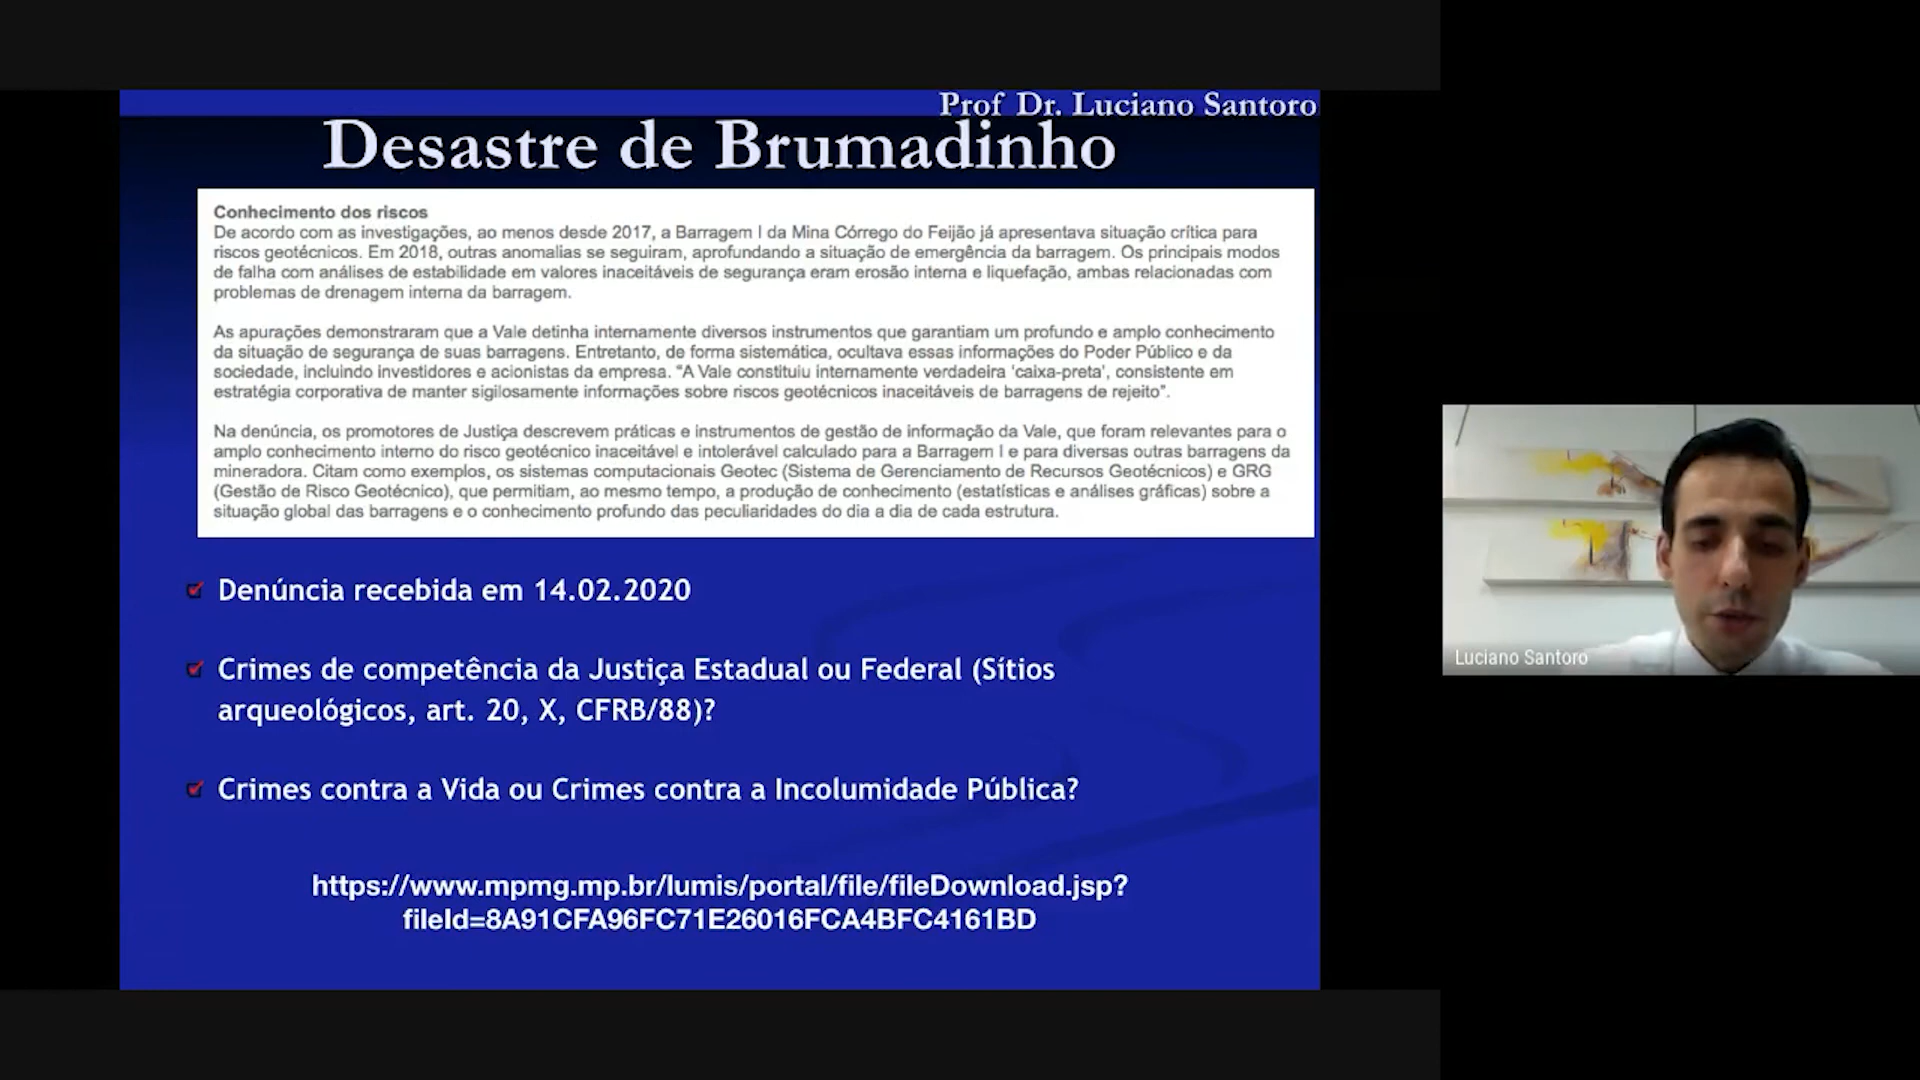 Prof Dr. Luciano Santoro
Desastre de Brumadinho
Conhecimento dos riscos
De acordo com as investigações, ao menos desde 2017, a Barragem I da Mina Córrego do Feijão já apresentava situação crítica para
riscos geotécnicos. Em 2018, outras anomalias se seguiram, aprofundando a situação de emergência da barragem. Os principais modos
de falha com análises de estabilidade em valores inaceitáveis de segurança eram erosão interna e liquefação, ambas relacionadas com
problemas de drenagem interna da barragem.
As apurações demonstraram que a Vale detinha internamente diversos instrumentos que garantiam um profundo e amplo conhecimento
da situação de segurança de suas barragens. Entretanto, de forma sistemática, ocultava essas informações do Poder Público e da
sociedade, incluindo investidores e acionistas da empresa. “A Vale constituiu internamente verdadeira ‘caixa-preta’, consistente em
estratégia corporativa de manter sigilosamente informações sobre riscos geotécnicos inaceitáveis de barragens de rejeito”.
Na denúncia, os promotores de Justiça descrevem práticas e instrumentos de gestão de informação da Vale, que foram relevantes para o
amplo conhecimento interno do risco geotécnico inaceitável e intolerável calculado para a Barragem I e para diversas outras barragens da
mineradora. Citam como exemplos, os sistemas computacionais Geotec (Sistema de Gerenciamento de Recursos Geotécnicos) e GRG
(Gestão de Risco Geotécnico), que permitiam, ao mesmo tempo, a produção de conhecimento (estatísticas e análises gráficas) sobre a
situação global das barragens e o conhecimento profundo das peculiaridades do dia a dia de cada estrutura.
Denúncia recebida em 14.02.2020
Crimes de competência da Justiça Estadual ou Federal (Sítios
arqueológicos, art. 20, X, CFRB/88)?
Crimes contra a Vida ou Crimes contra a Incolumidade Pública?
https://www.mpmg.mp.br/lumis/portal/file/fileDownload.jsp?
fileId=8A91CFA96FC71E26016FCA4BFC4161BD
Luciano Santoro